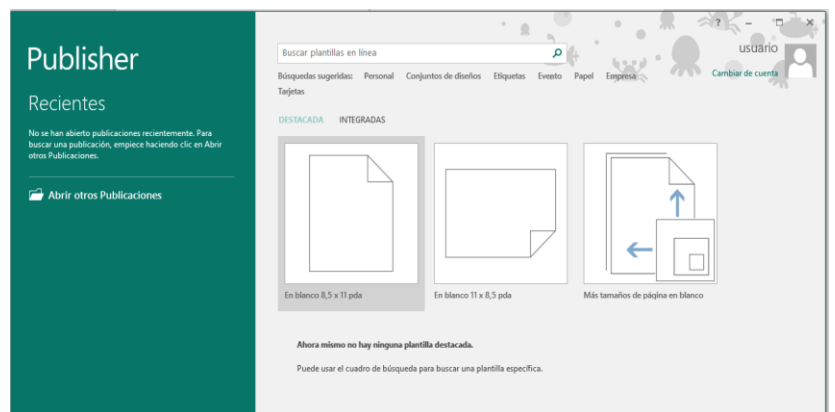 Publisher
Recientes
No se han abierto publicaciones recientemente. Para
buscar una publicación, empiece haciendo clic en Abrir
otros Publicaciones.
Abrir otros Publicaciones
?
usuario
Cambiar de cuenta
Buscar plantillas en línea
Búsquedas sugeridas: Personal Conjuntos de diseños Etiquetas Evento Papel Empresa
Tarjetas
DESTACADA INTEGRADAS
En blanco 8,5 x 11 pda
En blanco 11 x 8,5 pda
Más tamaños de página en blanco
Ahora mismo no hay ninguna plantilla destacada.
Puede usar el cuadro de búsqueda para buscar una plantilla específica.